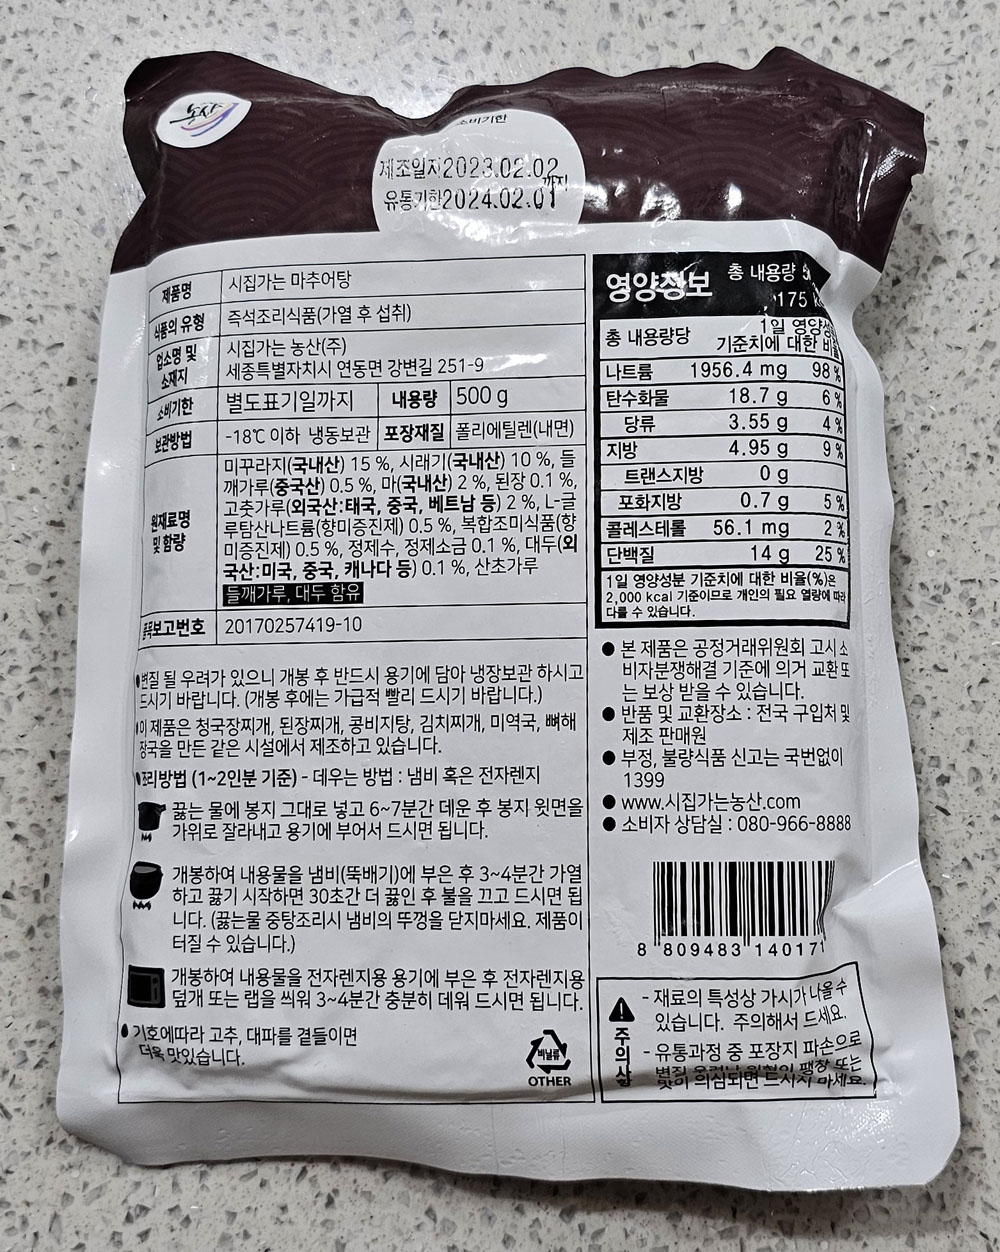 농산
소비기한
제조일자2023.02.02
유통기한2024.02.01까지
제품명 시집가는 마추어탕
식품의 유형 즉석조리식품(가열 후 섭취)
업소명 및
소재지
시집가는 농산(주)
세종특별자치시 연동면 강변길 251-9
소비기한 별도표기일까지 내용량 500 g
보관방법 -18℃ 이하 냉동보관 포장재질 폴리에틸렌(내면)
원재료명
및 함량
미꾸라지(국내산) 15 %, 시래기(국내산) 10 %, 들
깨가루(중국산) 0.5 %, 마(국내산) 2 %, 된장 0.1 %,
고춧가루(외국산:태국, 중국, 베트남 등) 2 %, L-글
루탐산나트륨(향미증진제) 0.5 %, 복합조미식품(향
미증진제) 0.5 %, 정제수, 정제소금 0.1 %, 대두(외
국산:미국, 중국, 캐나다 등) 0.1 %, 산초가루
들깨가루, 대두 함유
품목보고번호 20170257419-10
●변질 될 우려가 있으니 개봉 후 반드시 용기에 담아 냉장보관 하시고
드시기 바랍니다. (개봉 후에는 가급적 빨리 드시기 바랍니다.)
●이 제품은 청국장찌개, 된장찌개, 콩비지탕, 김치찌개, 미역국, 뼈해
장국을 만든 같은 시설에서 제조하고 있습니다.
●조리방법 (1~2인분 기준) - 데우는 방법 : 냄비 혹은 전자렌지
끓는 물에 봉지 그대로 넣고 6~7분간 데운 후 봉지 윗면을
가위로 잘라내고 용기에 부어서 드시면 됩니다.
개봉하여 내용물을 냄비(뚝배기)에 부은 후 3~4분간 가열
하고 끓기 시작하면 30초간 더 끓인 후 불을 끄고 드시면 됩
니다. (끓는물 중탕조리시 냄비의 뚜껑을 닫지마세요. 제품이
터질 수 있습니다.)
개봉하여 내용물을 전자렌지용 용기에 부은 후 전자렌지용
덮개 또는 랩을 씌워 3~4분간 충분히 데워 드시면 됩니다.
● 기호에따라 고추, 대파를 곁들이면
더욱 맛있습니다.
비닐류
OTHER
영양정보 총 내용량
175
총 내용량당
1일 영양성분
기준치에 대한 비율
나트륨 1956.4 mg 98 %
탄수화물 18.7 g 6 %
당류 3.55 g 4 %
지방 4.95 g 9 %
트랜스지방 0 g
포화지방 0.7 g 5 %
콜레스테롤 56.1 mg 2 %
단백질 14 g 25 %
1일 영양성분 기준치에 대한 비율(%)은
2,000 kcal 기준이므로 개인의 필요 열량에 따라
다를 수 있습니다.
● 본 제품은 공정거래위원회 고시 소
비자분쟁해결 기준에 의거 교환 또
는 보상 받을 수 있습니다.
● 반품 및 교환장소 : 전국 구입처 및
제조 판매원
● 부정, 불량식품 신고는 국번없이
1399
● www.시집가는농산.com
● 소비자 상담실 : 080-966-8888
8 809483 140171
주의사항
- 재료의 특성상 가시가 나올 수
있습니다. 주의해서 드세요.
- 유통과정 중 포장지 파손으로
변질 팽창 또는
맛이 의심되면 드시지 마세요.